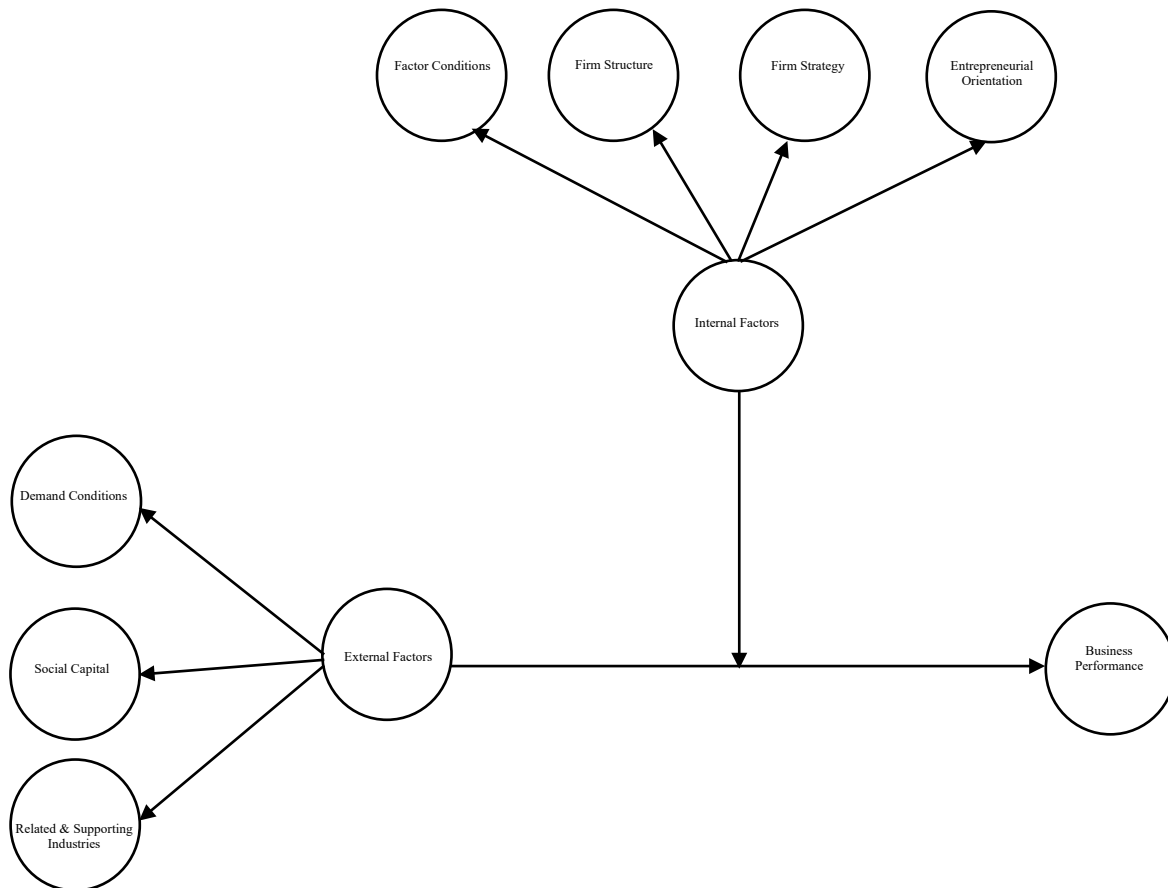 Factor Conditions
Firm Structure
Firm Strategy
Entrepreneurial
Orientation
Internal Factors
Demand Conditions
Social Capital
External Factors
Business
Performance
Related & Supporting
Industries